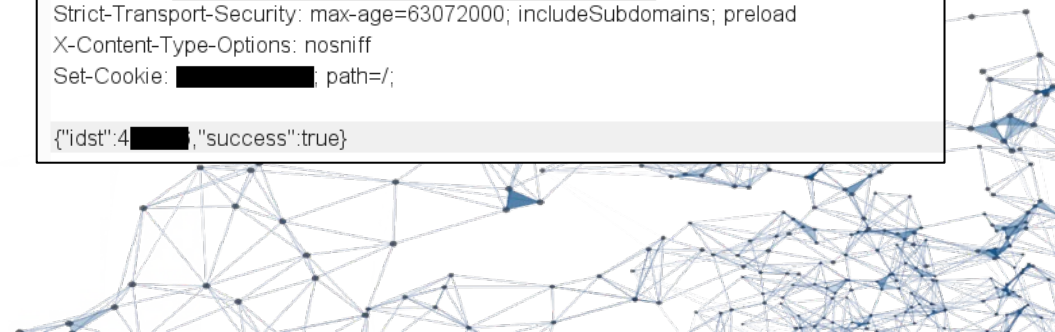 Strict-Transport-Security: max-age=63072000; includeSubdomains; preload
X-Content-Type-Options: nosniff
Set-Cookie: ; path=/;
{"idst":4 ,"success":true}